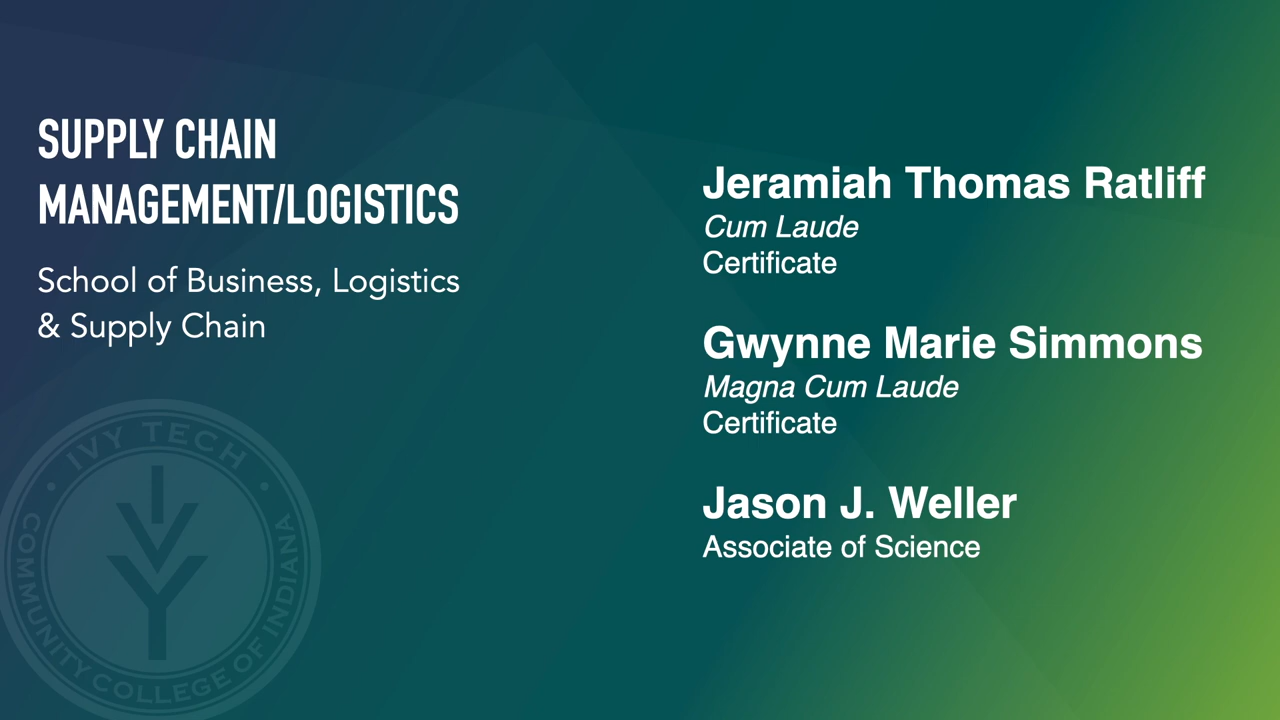 SUPPLY CHAIN
MANAGEMENT/LOGISTICS
School of Business, Logistics
& Supply Chain
IVY TECH
COMMUNITY COLLEGE OF INDIANA
Jeramiah Thomas Ratliff
Cum Laude
Certificate
Gwynne Marie Simmons
Magna Cum Laude
Certificate
Jason J. Weller
Associate of Science